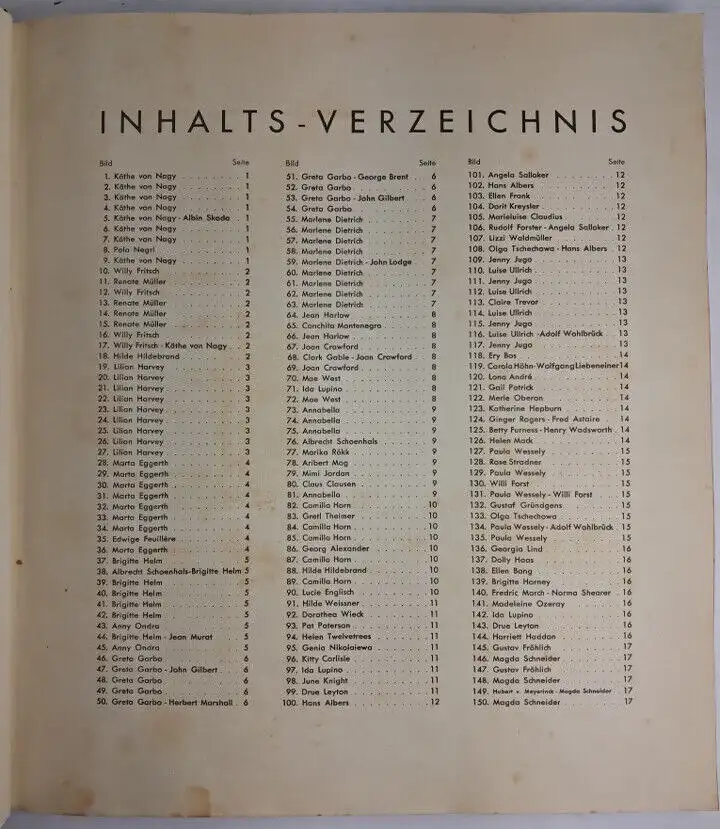 INHALTS-VERZEICHNIS
Bild Seite
1. Käthe von Nagy 1
2. Käthe von Nagy 1
3. Käthe von Nagy 1
4. Käthe von Nagy 1
5. Käthe von Nagy - Albin Skoda 1
6. Käthe von Nagy 1
7. Käthe von Nagy 1
8. Pola Negri 1
9. Käthe von Nagy 1
10. Willy Fritsch 2
11. Renate Müller 2
12. Willy Fritsch 2
13. Renate Müller 2
14. Renate Müller 2
15. Renate Müller 2
16. Willy Fritsch 2
17. Willy Fritsch - Käthe von Nagy 2
18. Hilde Hildebrand 2
19. Lilian Harvey 3
20. Lilian Harvey 3
21. Lilian Harvey 3
22. Lilian Harvey 3
23. Lilian Harvey 3
24. Lilian Harvey 3
25. Lilian Harvey 3
26. Lilian Harvey 3
27. Lilian Harvey 3
28. Marta Eggerth 4
29. Marta Eggerth 4
30. Marta Eggerth 4
31. Marta Eggerth 4
32. Marta Eggerth 4
33. Marta Eggerth 4
34. Marta Eggerth 4
35. Edwige Feuillère 4
36. Marta Eggerth 4
37. Brigitte Helm 5
38. Albrecht Schoenhals-Brigitte Helm 5
39. Brigitte Helm 5
40. Brigitte Helm 5
41. Brigitte Helm 5
42. Brigitte Helm 5
43. Anny Ondra 5
44. Brigitte Helm - Jean Murat 5
45. Anny Ondra 5
46. Greta Garbo 6
47. Greta Garbo - John Gilbert 6
48. Greta Garbo 6
49. Greta Garbo 6
50. Greta Garbo - Herbert Marshall 6
Bild Seite
51. Greta Garbo - George Brent 6
52. Greta Garbo 6
53. Greta Garbo - John Gilbert 6
54. Greta Garbo 6
55. Marlene Dietrich 7
56. Marlene Dietrich 7
57. Marlene Dietrich 7
58. Marlene Dietrich 7
59. Marlene Dietrich - John Lodge 7
60. Marlene Dietrich 7
61. Marlene Dietrich 7
62. Marlene Dietrich 7
63. Marlene Dietrich 7
64. Jean Harlow 8
65. Conchita Montenegro 8
66. Jean Harlow 8
67. Joan Crawford 8
68. Clark Gable - Joan Crawford 8
69. Joan Crawford 8
70. Mae West 8
71. Ida Lupino 8
72. Mae West 8
73. Annabella 9
74. Annabella 9
75. Annabella 9
76. Albrecht Schoenhals 9
77. Marika Rökk 9
78. Aribert Mog 9
79. Mimi Jordan 9
80. Claus Clausen 9
81. Annabella 9
82. Camilla Horn 10
83. Gretl Theimer 10
84. Camilla Horn 10
85. Camilla Horn 10
86. Georg Alexander 10
87. Camilla Horn 10
88. Hilde Hildebrand 10
89. Camilla Horn 10
90. Lucie Englisch 10
91. Hilde Weissner 11
92. Dorothea Wieck 11
93. Pat Paterson 11
94. Helen Twelvetrees 11
95. Genia Nikolaiewa 11
96. Kitty Carlisle 11
97. Ida Lupino 11
98. June Knight 11
99. Drue Leyton 11
100. Hans Albers 12
Bild Seite
101. Angela Salloker 12
102. Hans Albers 12
103. Ellen Frank 12
104. Dorit Kreysler 12
105. Marieluise Claudius 12
106. Rudolf Forster - Angela Salloker 12
107. Lizzi Waldmüller 12
108. Olga Tschechowa - Hans Albers 12
109. Jenny Jugo 13
110. Luise Ullrich 13
111. Jenny Jugo 13
112. Luise Ullrich 13
113. Claire Trevor 13
114. Luise Ullrich 13
115. Jenny Jugo 13
116. Luise Ullrich - Adolf Wohlbrück 13
117. Jenny Jugo 13
118. Ery Bos 14
119. Carola Höhn-Wolfgang Liebeneiner 14
120. Lona André 14
121. Gail Patrick 14
122. Merle Oberon 14
123. Katherine Hepburn 14
124. Ginger Rogers - Fred Astaire 14
125. Betty Furness - Henry Wadsworth 14
126. Helen Mack 14
127. Paula Wessely 15
128. Rose Stradner 15
129. Paula Wessely 15
130. Willi Forst 15
131. Paula Wessely - Willi Forst 15
132. Gustaf Gründgens 15
133. Olga Tschechowa 15
134. Paula Wessely - Adolf Wohlbrück 15
135. Paula Wessely 15
136. Georgia Lind 16
137. Dolly Haas 16
138. Ellen Bang 16
139. Brigitte Horney 16
140. Fredric March - Norma Shearer 16
141. Madeleine Ozeray 16
142. Ida Lupino 16
143. Drue Leyton 16
144. Harriett Haddon 16
145. Gustav Fröhlich 17
146. Magda Schneider 17
147. Gustav Fröhlich 17
148. Magda Schneider 17
149. Hubert v. Meyerinck - Magda Schneider 17
150. Magda Schneider 17